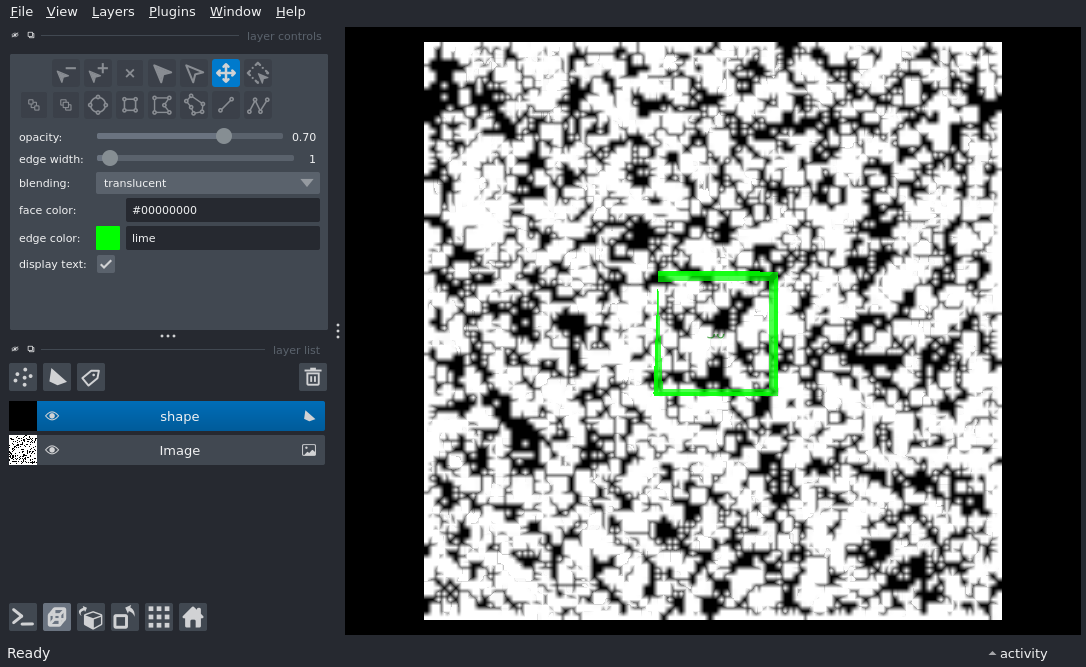 File View Layers Plugins Window Help
layer controls
opacity: 0.70
edge width: 1
blending: translucent
face color: #00000000
edge color: lime
display text:
layer list
shape
Image
Ready
activity